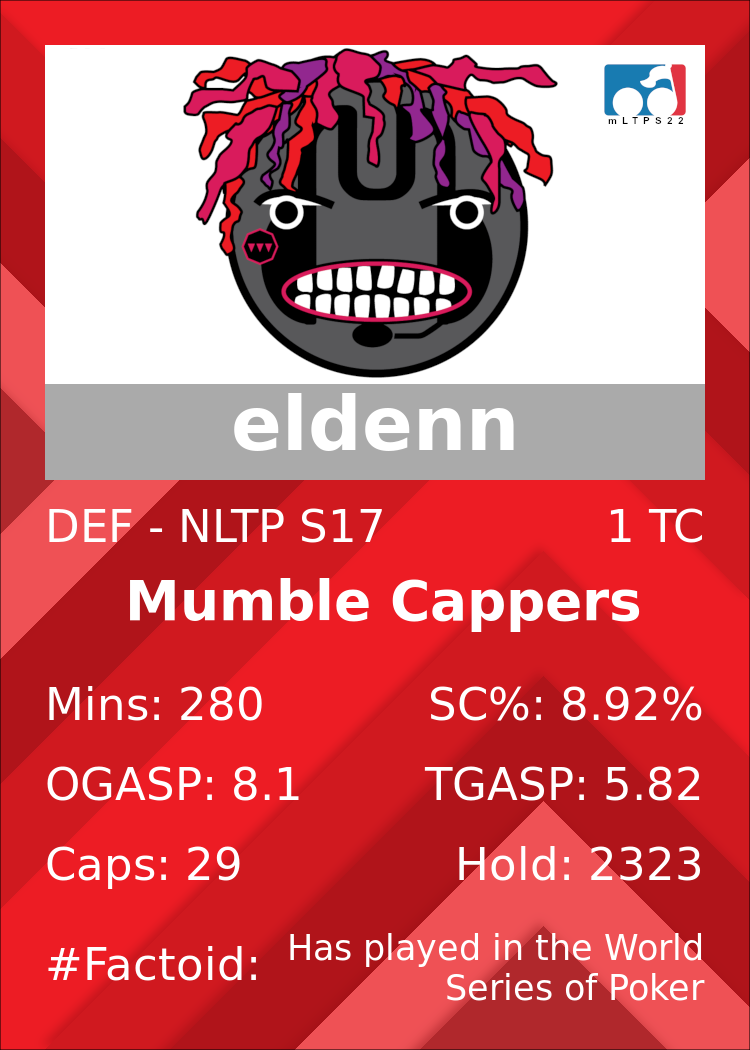 mLTPS22
eldenn
DEF - NLTP S17 1 TC
Mumble Cappers
Mins: 280 SC%: 8.92%
OGASP: 8.1 TGASP: 5.82
Caps: 29 Hold: 2323
#Factoid: Has played in the World
Series of Poker